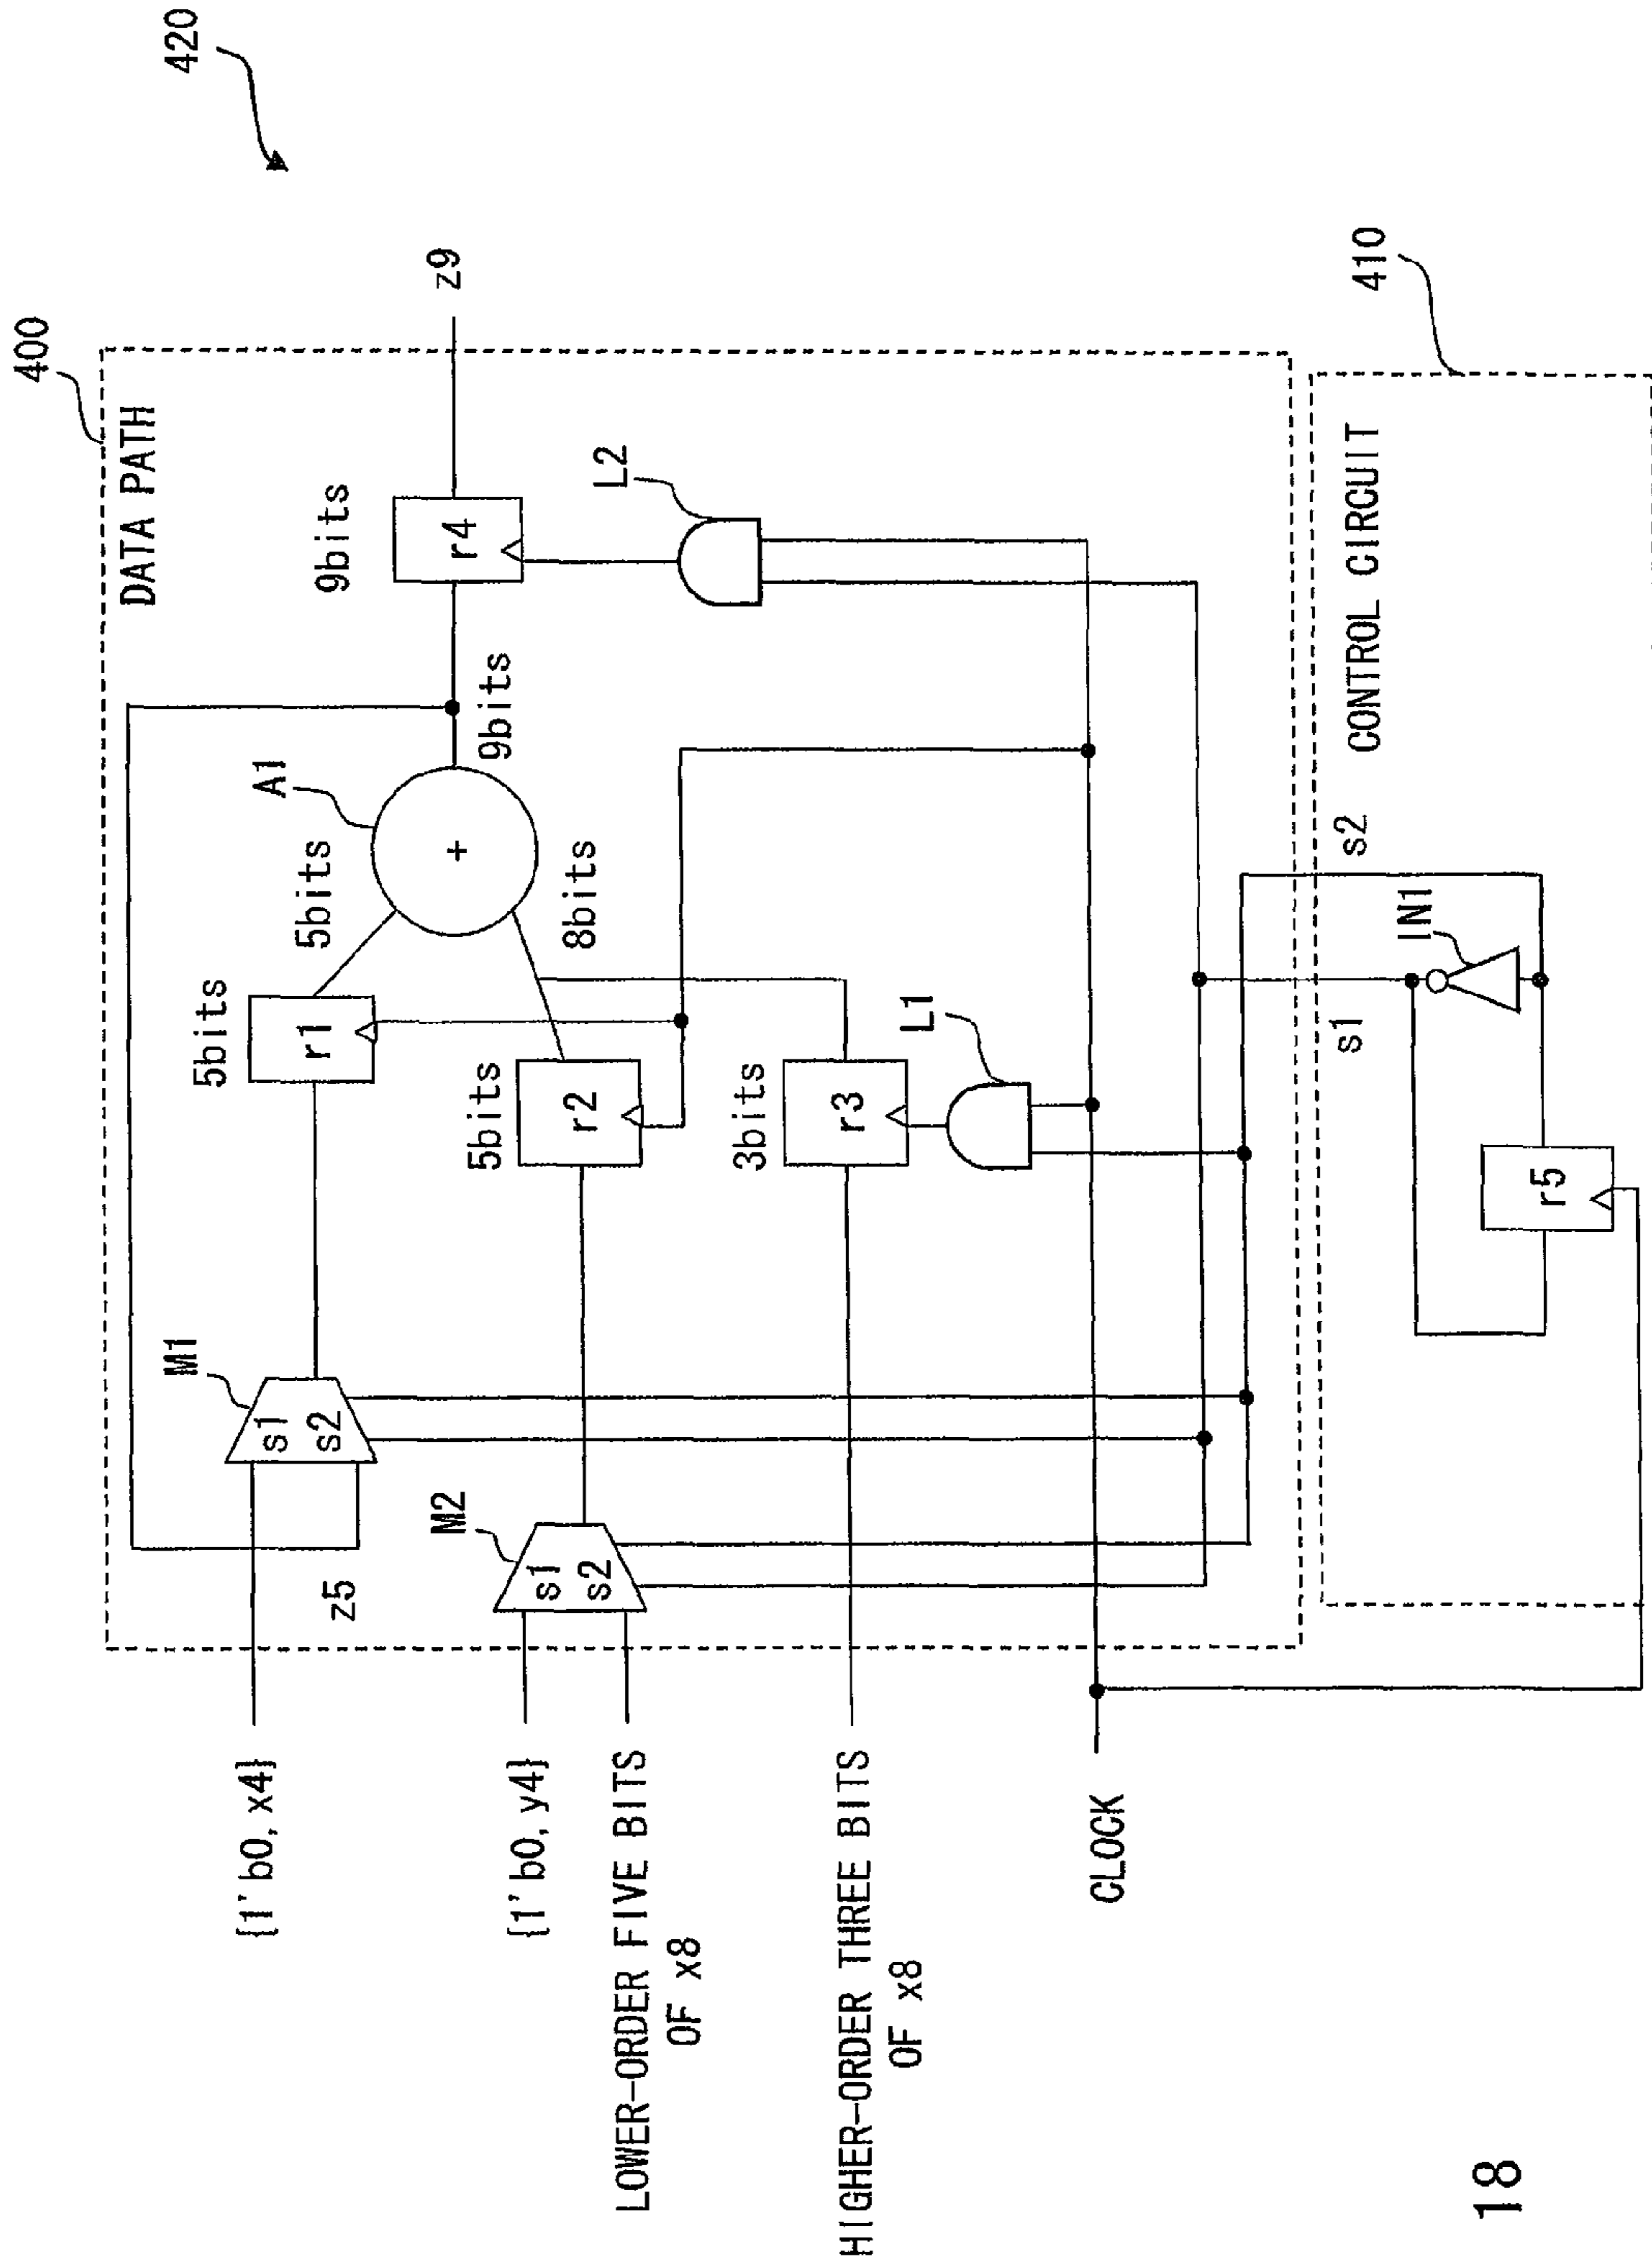 420
400
DATA PATH
{1'b0, x4}
M1
s1
s2
z5
5bits
r1
5bits
A1
+
8bits
9bits
9bits
r4
z9
{1'b0, y4}
LOWER-ORDER FIVE BITS
OF x8
M2
s1
s2
5bits
r2
HIGHER-ORDER THREE BITS
OF x8
3bits
r3
L1
L2
CLOCK
s1
s2
CONTROL CIRCUIT
410
IN1
r5
18